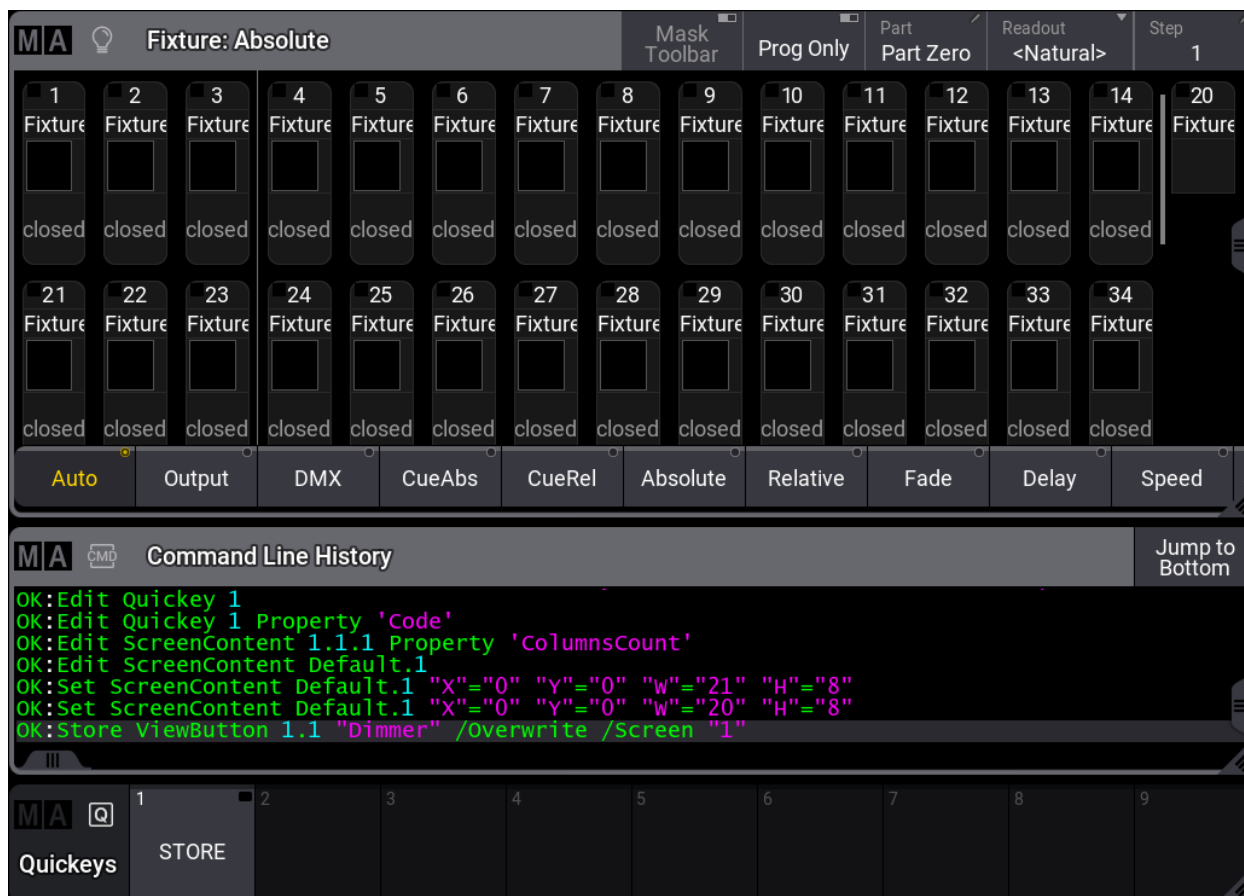 MA Fixture: Absolute Mask Toolbar Prog Only Part Part Zero Readout <Natural> Step 1
1 2 3 4 5 6 7 8 9 10 11 12 13 14 20
Fixture Fixture Fixture Fixture Fixture Fixture Fixture Fixture Fixture Fixture Fixture Fixture Fixture Fixture Fixture
closed closed closed closed closed closed closed closed closed closed closed closed closed closed
21 22 23 24 25 26 27 28 29 30 31 32 33 34
Fixture Fixture Fixture Fixture Fixture Fixture Fixture Fixture Fixture Fixture Fixture Fixture Fixture Fixture
closed closed closed closed closed closed closed closed closed closed closed closed closed closed
Auto Output DMX CueAbs CueRel Absolute Relative Fade Delay Speed
MA CMD Command Line History Jump to Bottom
OK:Edit Quickey 1
OK:Edit Quickey 1 Property 'Code'
OK:Edit ScreenContent 1.1.1 Property 'ColumnsCount'
OK:Edit ScreenContent Default.1
OK:Set ScreenContent Default.1 "X"="0" "Y"="0" "W"="21" "H"="8"
OK:Set ScreenContent Default.1 "X"="0" "Y"="0" "W"="20" "H"="8"
OK:Store ViewButton 1.1 "Dimmer" /Overwrite /Screen "1"
MA Q 1 2 3 4 5 6 7 8 9
Quickeys STORE